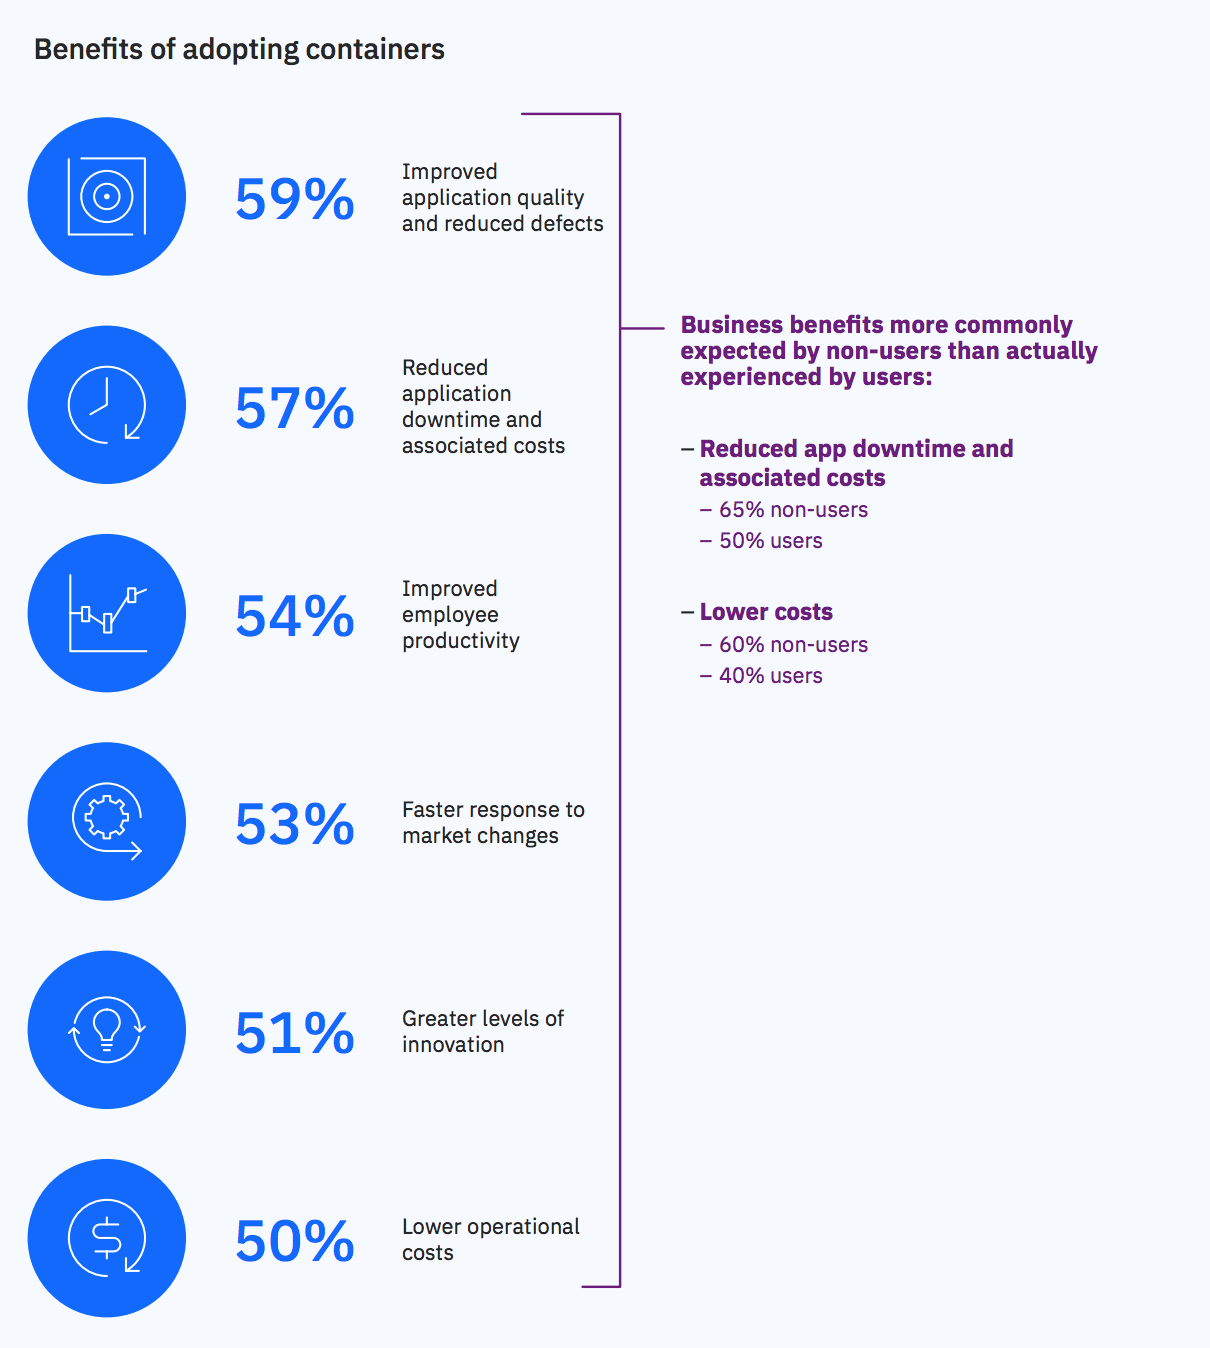 Benefits of adopting containers
59%
Improved
application quality
and reduced defects
57%
Reduced
application
downtime and
associated costs
54%
Improved
employee
productivity
53%
Faster response to
market changes
51%
Greater levels of
innovation
50%
Lower operational
costs
Business benefits more commonly
expected by non-users than actually
experienced by users:
– Reduced app downtime and
associated costs
– 65% non-users
– 50% users
– Lower costs
– 60% non-users
– 40% users